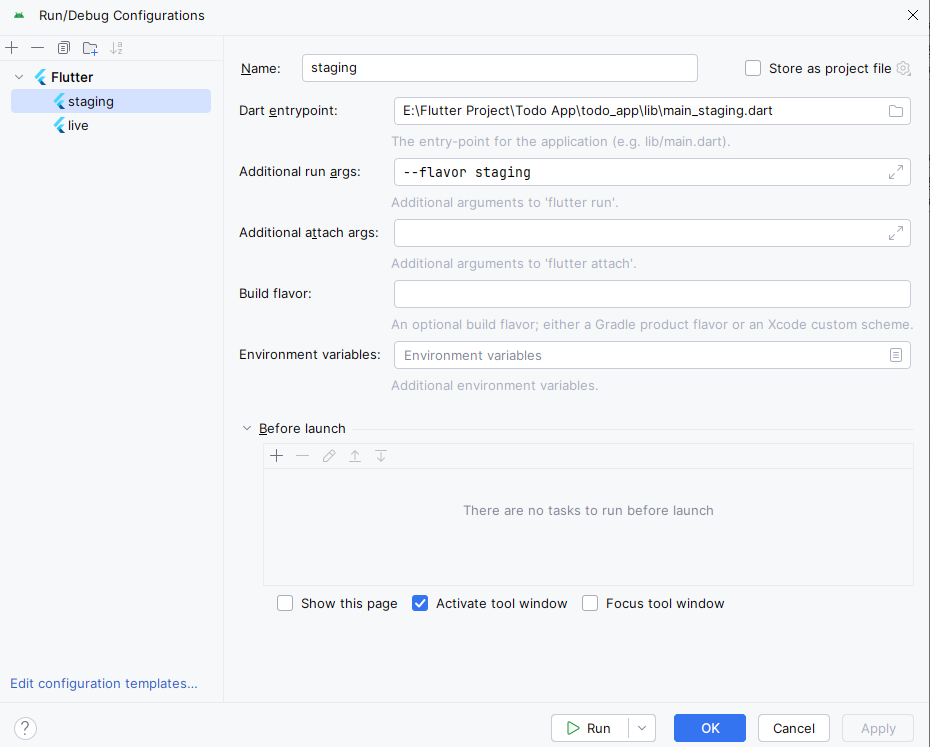 Run/Debug Configurations
Flutter
staging
live
Edit configuration templates...
Name: staging
Store as project file
Dart entrypoint: E:\Flutter Project\Todo App\todo_app\lib\main_staging.dart
The entry-point for the application (e.g. lib/main.dart).
Additional run args: --flavor staging
Additional arguments to 'flutter run'.
Additional attach args:
Additional arguments to 'flutter attach'.
Build flavor:
An optional build flavor; either a Gradle product flavor or an Xcode custom scheme.
Environment variables: Environment variables
Additional environment variables.
Before launch
There are no tasks to run before launch
Show this page Activate tool window Focus tool window
? Run OK Cancel Apply